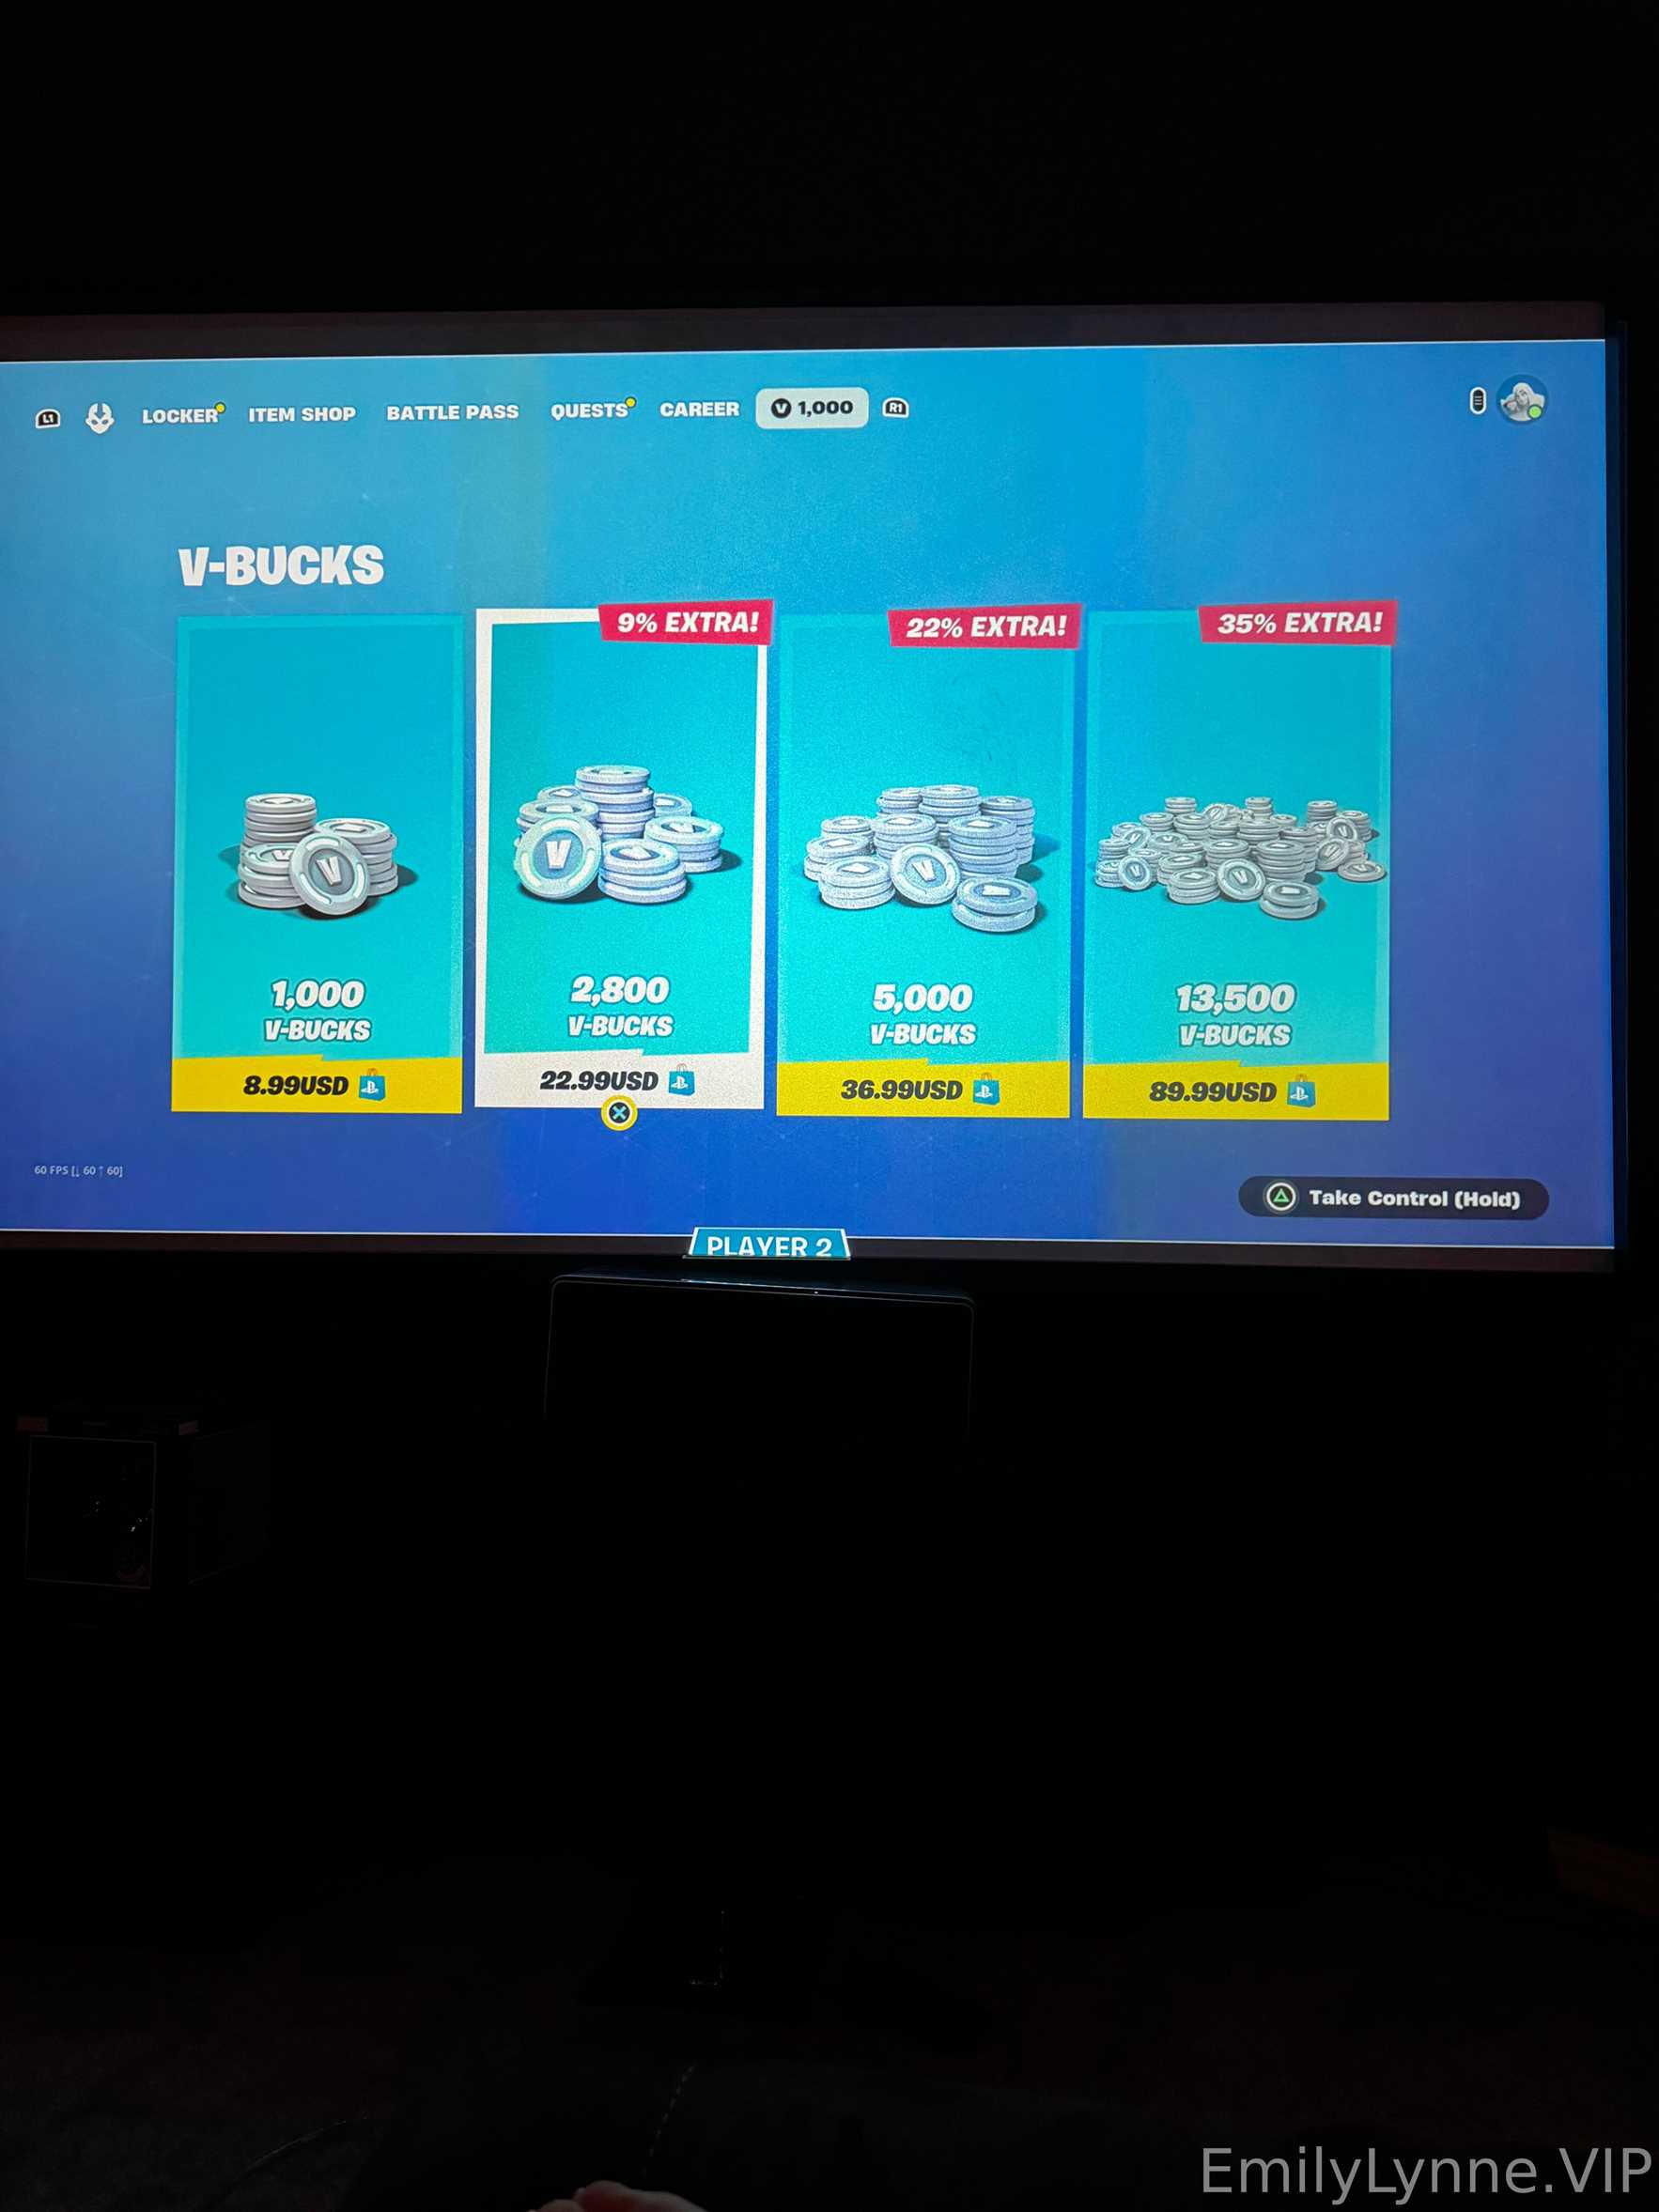 L1 LOCKER ITEM SHOP BATTLE PASS QUESTS CAREER V 1,000 R1
V-BUCKS
9% EXTRA! 22% EXTRA! 35% EXTRA!
1,000 2,800 5,000 13,500
V-BUCKS V-BUCKS V-BUCKS V-BUCKS
8.99USD 22.99USD 36.99USD 89.99USD
60 FPS [↓ 60 ↑ 60]
Take Control (Hold)
PLAYER 2
EmilyLynne.VIP